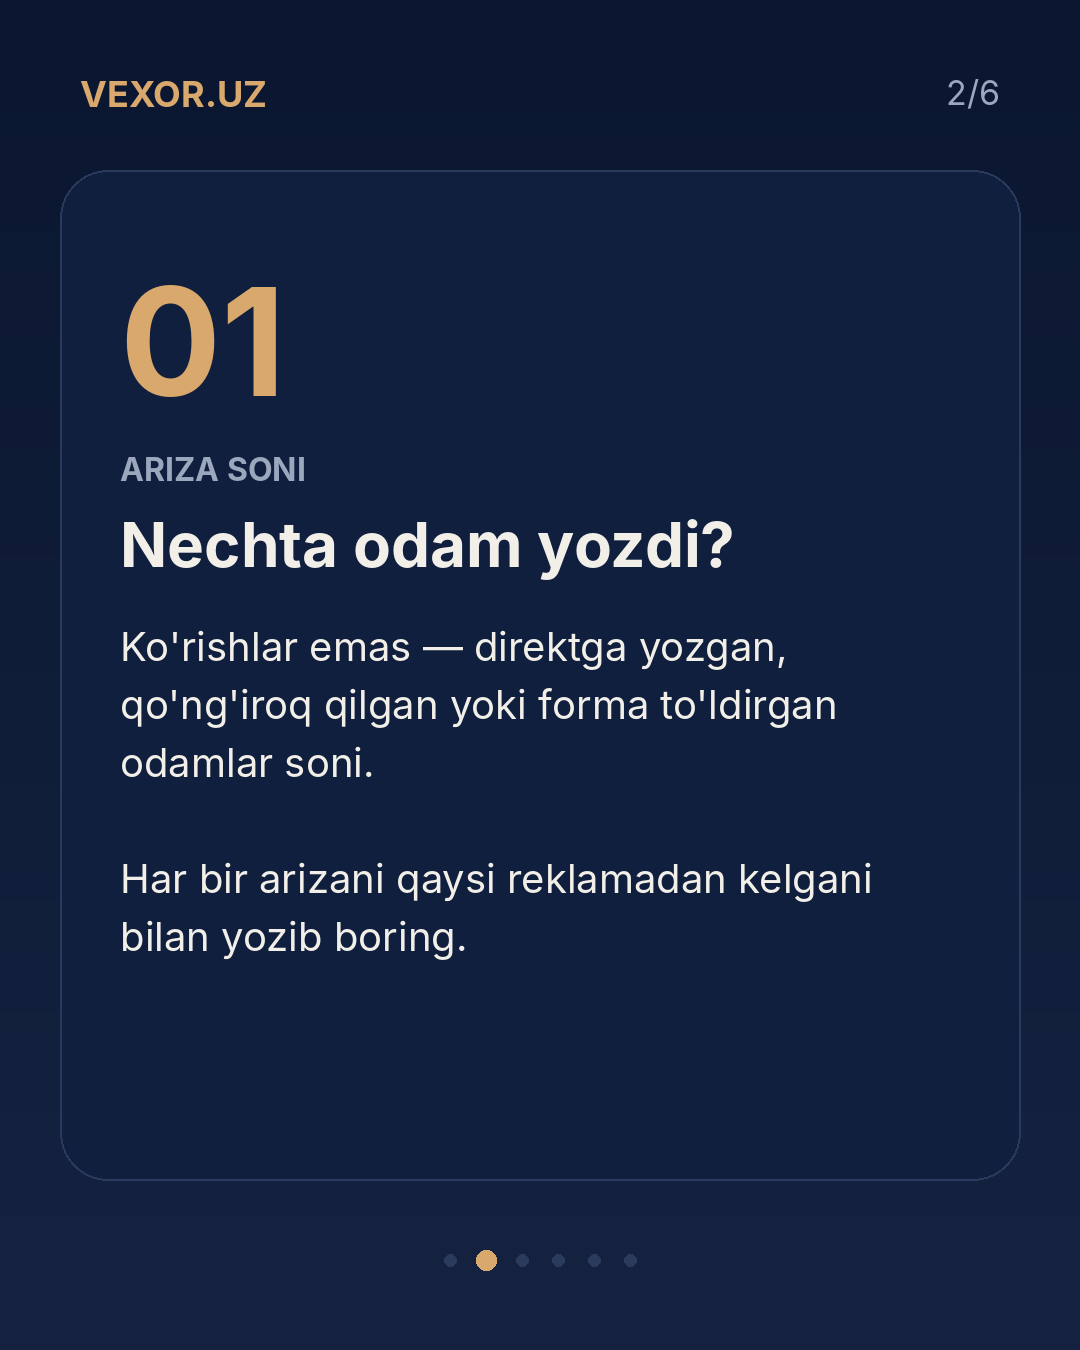 VEXOR.UZ
2/6
01
ARIZA SONI
Nechta odam yozdi?
Ko'rishlar emas — direktga yozgan,
qo'ng'iroq qilgan yoki forma to'ldirgan
odamlar soni.
Har bir arizani qaysi reklamadan kelgani
bilan yozib boring.